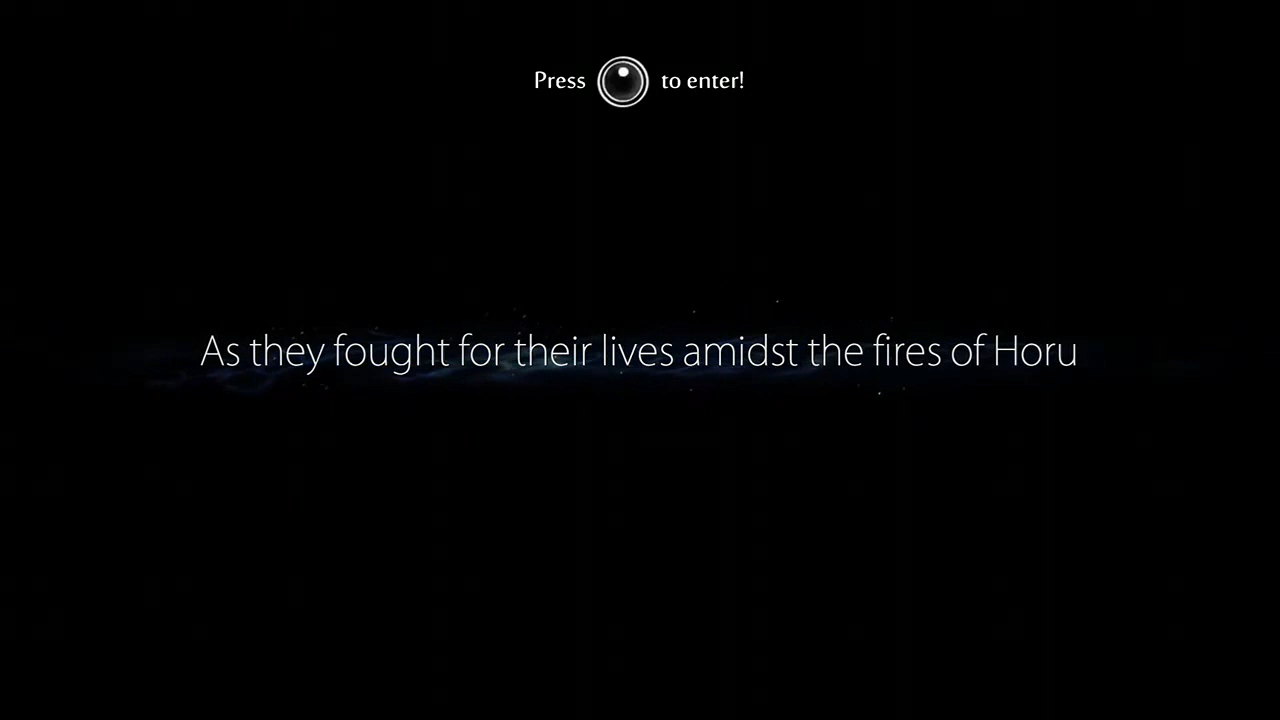 Press to enter!
As they fought for their lives amidst the fires of Horu